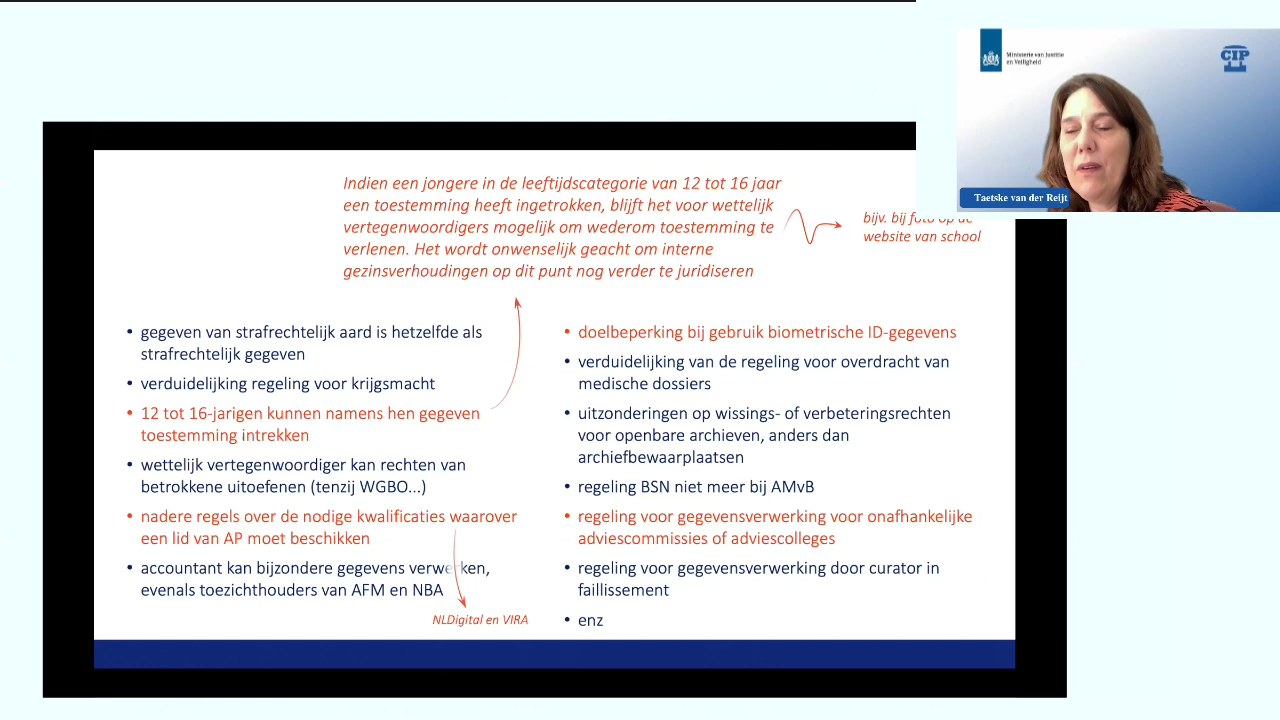 Ministerie van Justitie
en Veiligheid
CIP
Taetske van der Reijt
Indien een jongere in de leeftijdscategorie van 12 tot 16 jaar
een toestemming heeft ingetrokken, blijft het voor wettelijk
vertegenwoordigers mogelijk om wederom toestemming te
verlenen. Het wordt onwenselijk geacht om interne
gezinsverhoudingen op dit punt nog verder te juridiseren
bijv. bij foto op de
website van school
• gegeven van strafrechtelijk aard is hetzelfde als
strafrechtelijk gegeven
• verduidelijking regeling voor krijgsmacht
• 12 tot 16-jarigen kunnen namens hen gegeven
toestemming intrekken
• wettelijk vertegenwoordiger kan rechten van
betrokkene uitoefenen (tenzij WGBO...)
• nadere regels over de nodige kwalificaties waarover
een lid van AP moet beschikken
• accountant kan bijzondere gegevens verwerken,
evenals toezichthouders van AFM en NBA
NLDigital en VIRA
• doelbeperking bij gebruik biometrische ID-gegevens
• verduidelijking van de regeling voor overdracht van
medische dossiers
• uitzonderingen op wissings- of verbeteringsrechten
voor openbare archieven, anders dan
archiefbewaarplaatsen
• regeling BSN niet meer bij AMvB
• regeling voor gegevensverwerking voor onafhankelijke
adviescommissies of adviescolleges
• regeling voor gegevensverwerking door curator in
faillissement
• enz